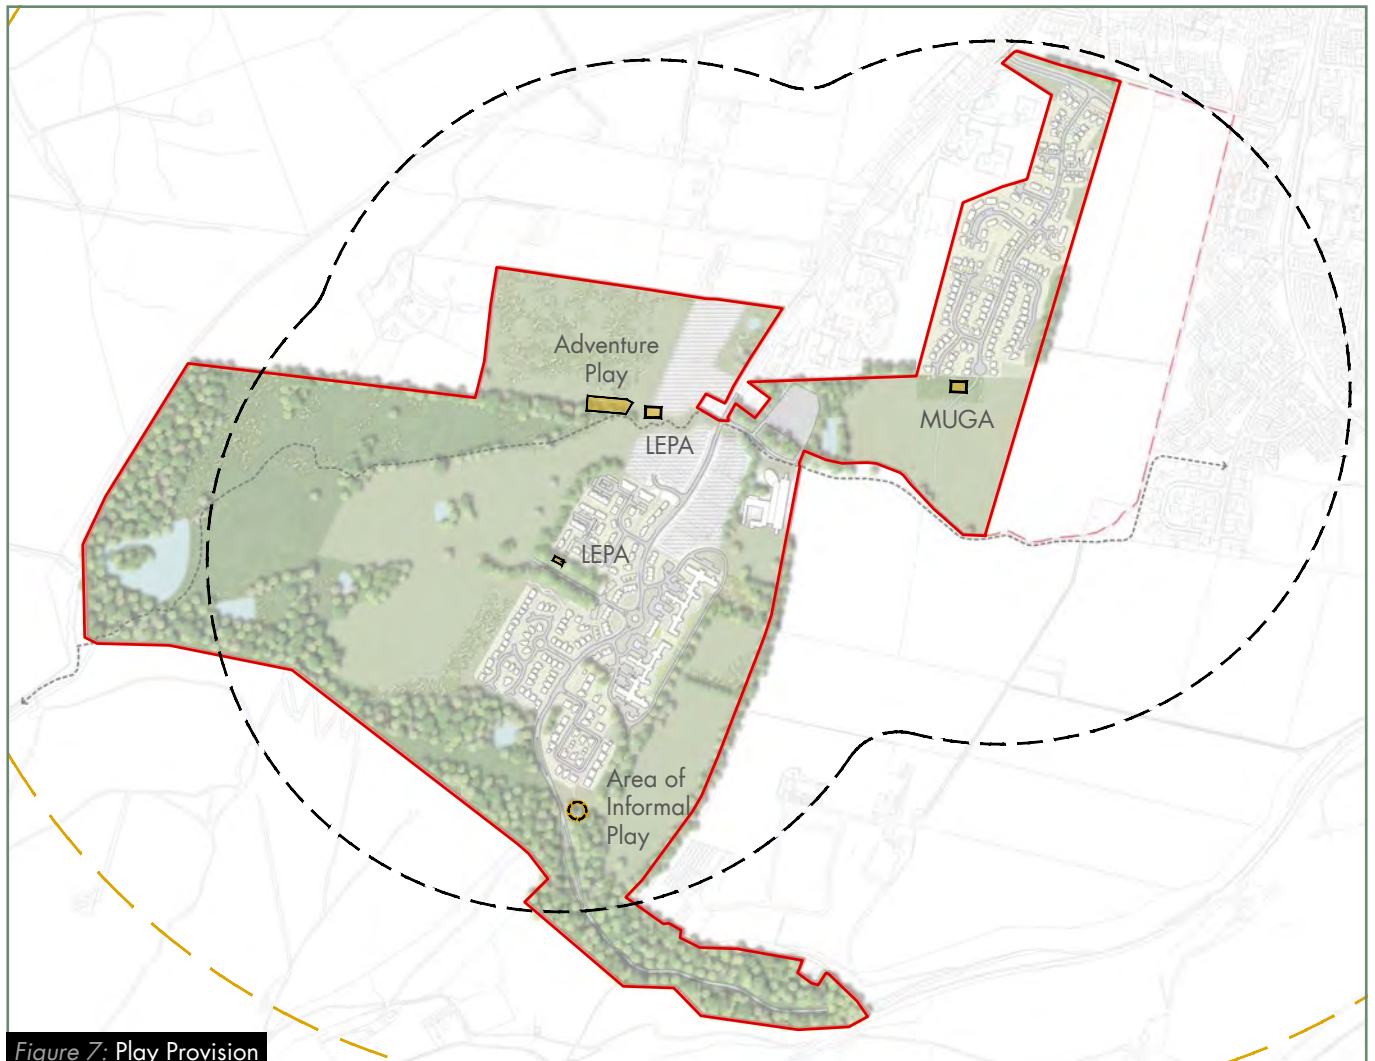 Adventure
Play
LEPA
MUGA
LEPA
Area of
Informal
Play
Figure 7: Play Provision